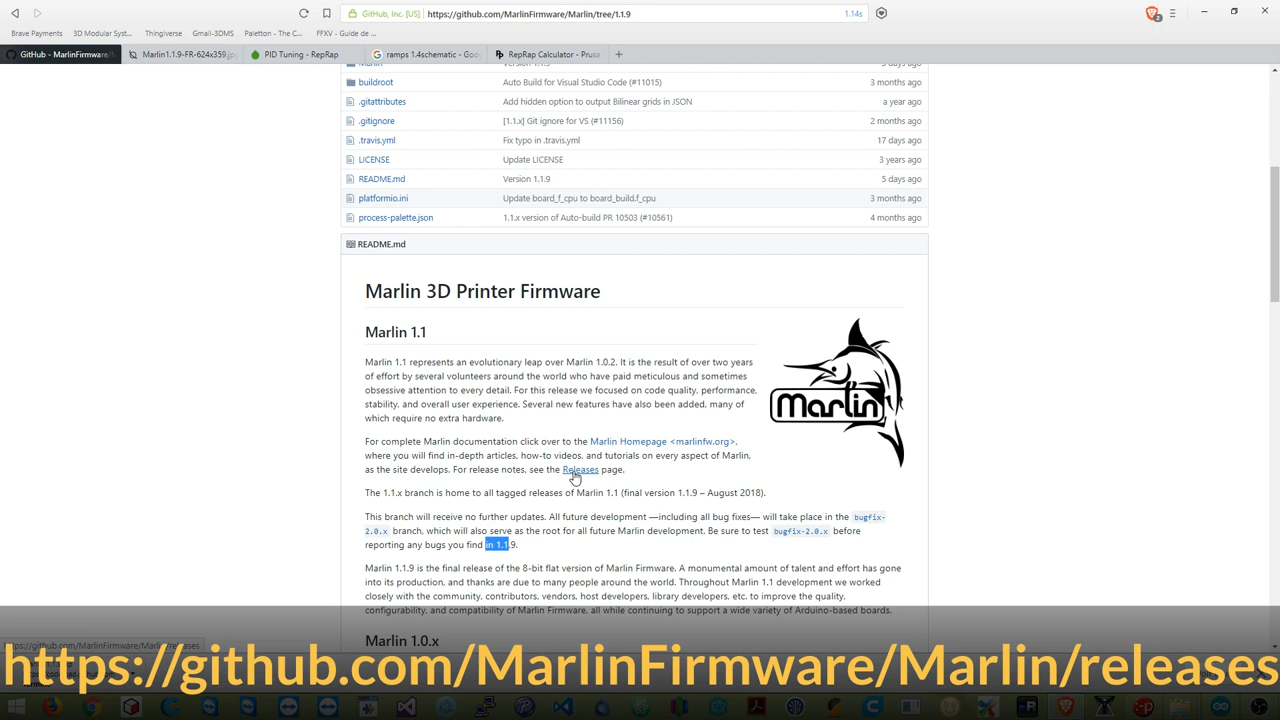 GitHub, Inc. [US]
https://github.com/MarlinFirmware/Marlin/tree/1.1.9
1.14s
2
Brave Payments
3D Modular Syst...
Thingiverse
Gmail-3DMS
Paletton - The C...
FFXV - Guide de ...
GitHub - MarlinFirmware/
Marlin1.1.9-FR-624x359.jp
PID Tuning - RepRap
ramps 1.4schematic - Goo
RepRap Calculator - Prusa
Marlin
Version 1.1.9
5 days ago
buildroot
Auto Build for Visual Studio Code (#11015)
3 months ago
.gitattributes
Add hidden option to output Bilinear grids in JSON
a year ago
.gitignore
[1.1.x] Git ignore for VS (#11156)
2 months ago
.travis.yml
Fix typo in .travis.yml
17 days ago
LICENSE
Update LICENSE
3 years ago
README.md
Version 1.1.9
5 days ago
platformio.ini
Update board_f_cpu to board_build.f_cpu
3 months ago
process-palette.json
1.1.x version of Auto-build PR 10503 (#10561)
4 months ago
README.md
Marlin 3D Printer Firmware
Marlin 1.1
Marlin 1.1 represents an evolutionary leap over Marlin 1.0.2. It is the result of over two years
of effort by several volunteers around the world who have paid meticulous and sometimes
obsessive attention to every detail. For this release we focused on code quality, performance,
stability, and overall user experience. Several new features have also been added, many of
which require no extra hardware.
Marlin
For complete Marlin documentation click over to the Marlin Homepage <marlinfw.org>,
where you will find in-depth articles, how-to videos, and tutorials on every aspect of Marlin,
as the site develops. For release notes, see the Releases page.
The 1.1.x branch is home to all tagged releases of Marlin 1.1 (final version 1.1.9 – August 2018).
This branch will receive no further updates. All future development —including all bug fixes— will take place in the bugfix-
2.0.x branch, which will also serve as the root for all future Marlin development. Be sure to test bugfix-2.0.x before
reporting any bugs you find in 1.1.9.
Marlin 1.1.9 is the final release of the 8-bit flat version of Marlin Firmware. A monumental amount of talent and effort has gone
into its production, and thanks are due to many people around the world. Throughout Marlin 1.1 development we worked
closely with the community, contributors, vendors, host developers, library developers, etc. to improve the quality,
configurability, and compatibility of Marlin Firmware, all while continuing to support a wide variety of Arduino-based boards.
Marlin 1.0.x
https://github.com/MarlinFirmware/Marlin/releases
https://github.com/MarlinFirmware/Marlin/releases